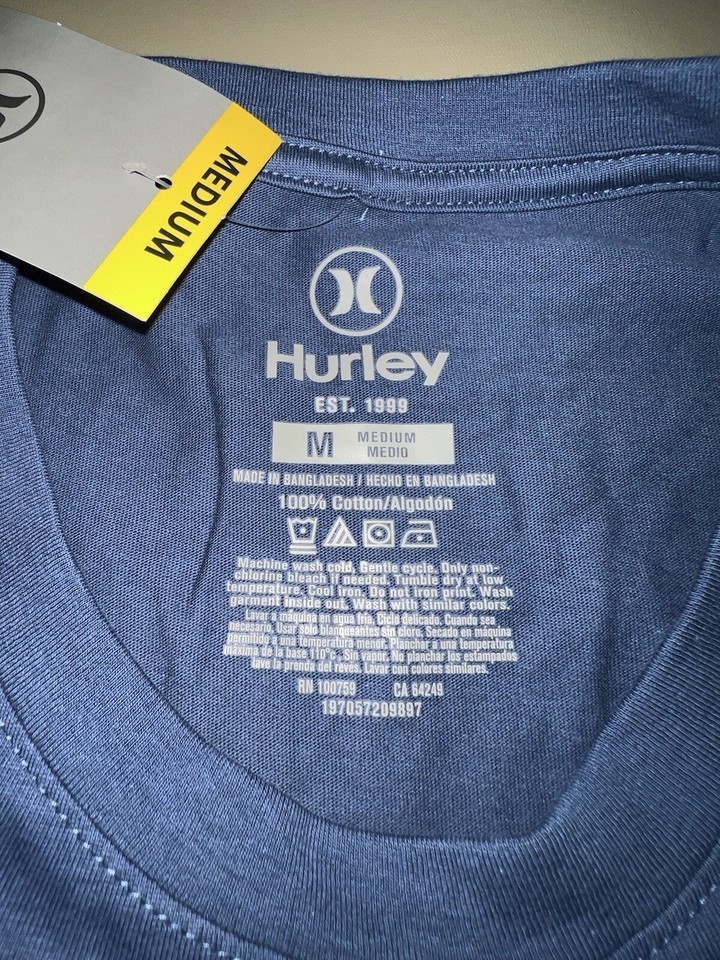 MEDIUM
Hurley
EST. 1999
M MEDIUM
MEDIO
MADE IN BANGLADESH / HECHO EN BANGLADESH
100% Cotton/Algodón
Machine wash cold, Gentle cycle. Only non-
chlorine bleach if needed. Tumble dry at low
temperature. Cool iron. Do not iron print. Wash
garment inside out. Wash with similar colors.
Lavar a máquina en agua fría. Ciclo delicado. Cuando sea
necesario, Usar solo blanqueantes sin cloro. Secado en máquina
permitido a una temperatura menor. Planchar a una temperatura
máxima de la base 110°c , Sin vapor. No planchar los estampados
lave la prenda del reves. Lavar con colores similares.
RN 100759 CA 64249
197057209897